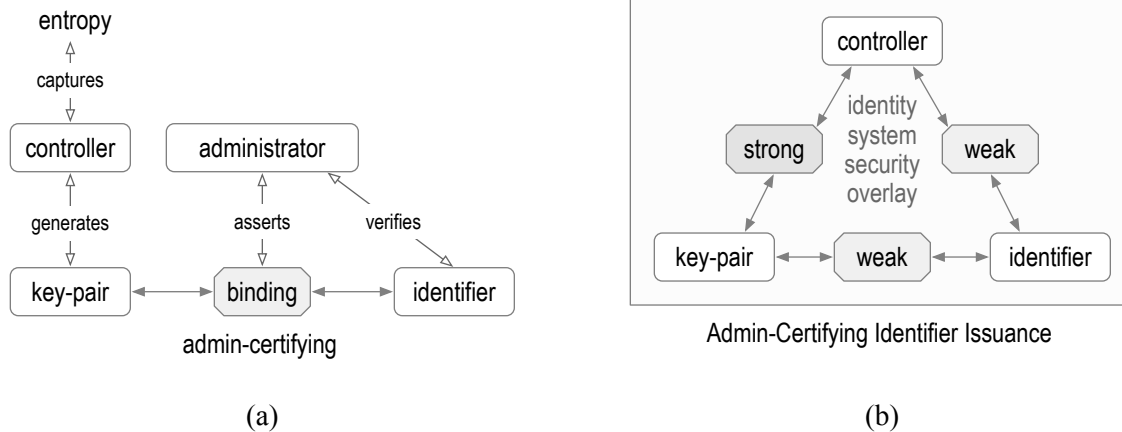 entropy
captures
controller
administrator
generates
asserts
verifies
key-pair
binding
identifier
admin-certifying
(a)
controller
identity
system
security
overlay
strong
weak
key-pair
weak
identifier
Admin-Certifying Identifier Issuance
(b)